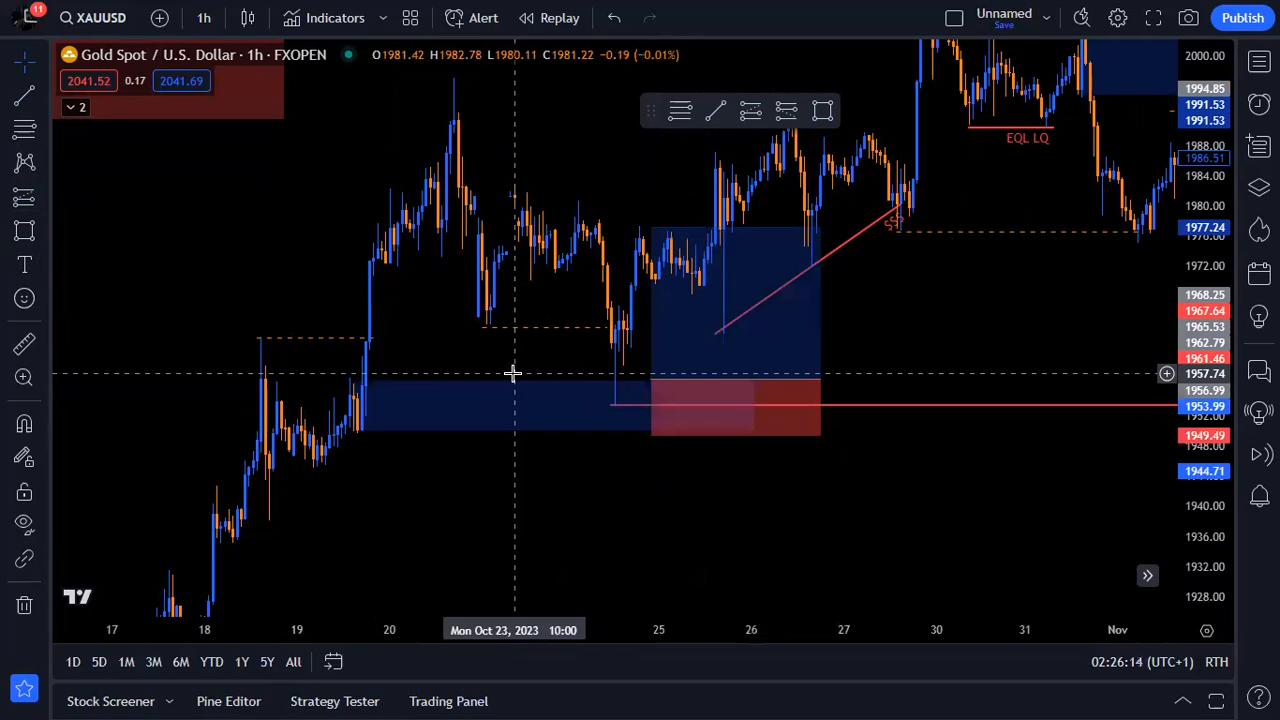 11
XAUUSD
1h
Indicators
Alert
Replay
Unnamed
Save
Publish
Gold Spot / U.S. Dollar · 1h · FXOPEN
O1981.42 H1982.78 L1980.11 C1981.22 -0.19 (-0.01%)
2041.52
0.17
2041.69
2
EQL LQ
$$$
2000.00
1994.85
1991.53
1991.53
1988.00
1986.51
1984.00
1980.00
1977.24
1976.00
1972.00
1968.25
1967.64
1965.53
1962.79
1961.46
1957.74
1956.99
1953.99
1952.00
1949.49
1948.00
1944.71
1940.00
1936.00
1932.00
1928.00
17
18
19
20
Mon Oct 23, 2023 10:00
25
26
27
30
31
Nov
1D
5D
1M
3M
6M
YTD
1Y
5Y
All
02:26:14 (UTC+1)
RTH
Stock Screener
Pine Editor
Strategy Tester
Trading Panel